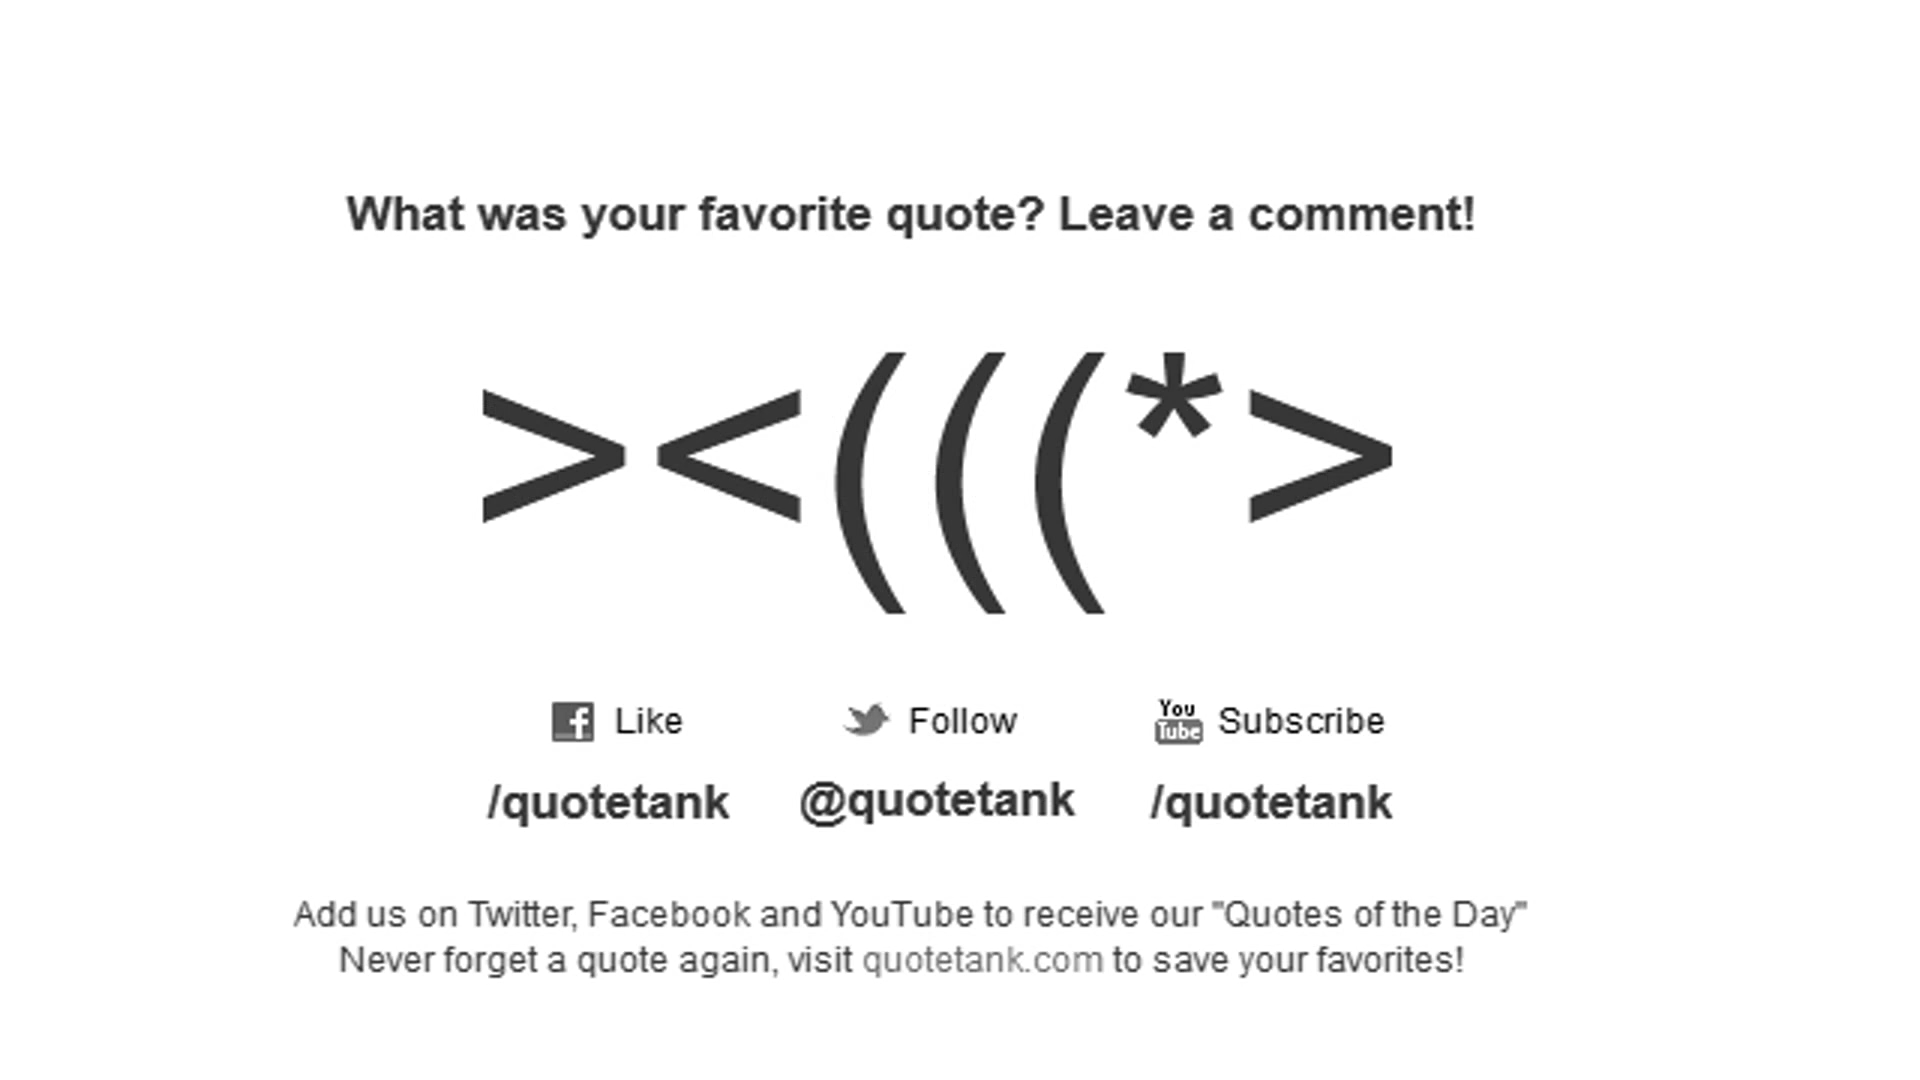 What was your favorite quote? Leave a comment!
><(((*>
f Like Follow You Tube Subscribe
/quotetank @quotetank /quotetank
Add us on Twitter, Facebook and YouTube to receive our "Quotes of the Day"
Never forget a quote again, visit quotetank.com to save your favorites!